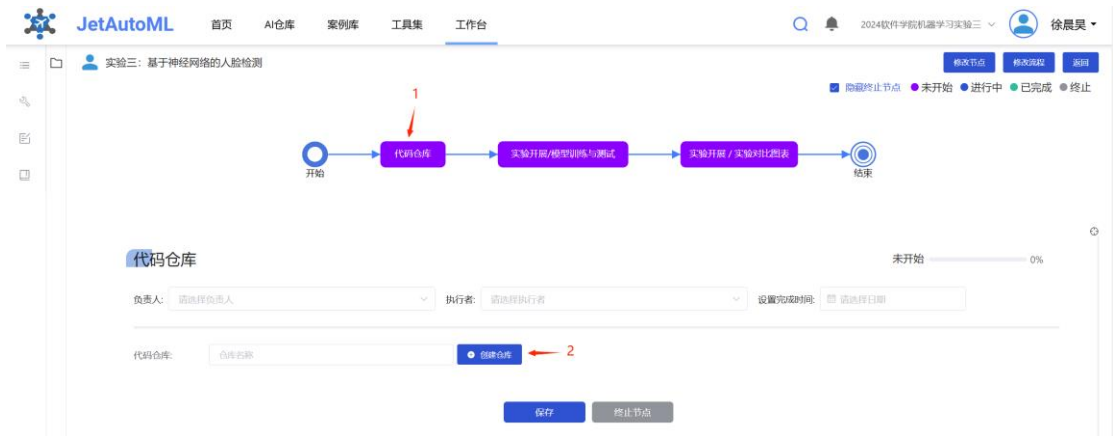 JetAutoML 首页 AI仓库 案例库 工具集 工作台 2024软件学院机器学习实验三 徐晨昊
实验三：基于神经网络的人脸检测 修改节点 修改流程 返回
隐藏终止节点 未开始 进行中 已完成 终止
1
代码仓库 实验开展/模型训练与测试 实验开展 / 实验对比图表
开始 结束
代码仓库 未开始 0%
负责人: 请选择负责人 执行者: 请选择执行者 设置完成时间: 请选择日期
代码仓库: 仓库名称 创建仓库 2
保存 终止节点